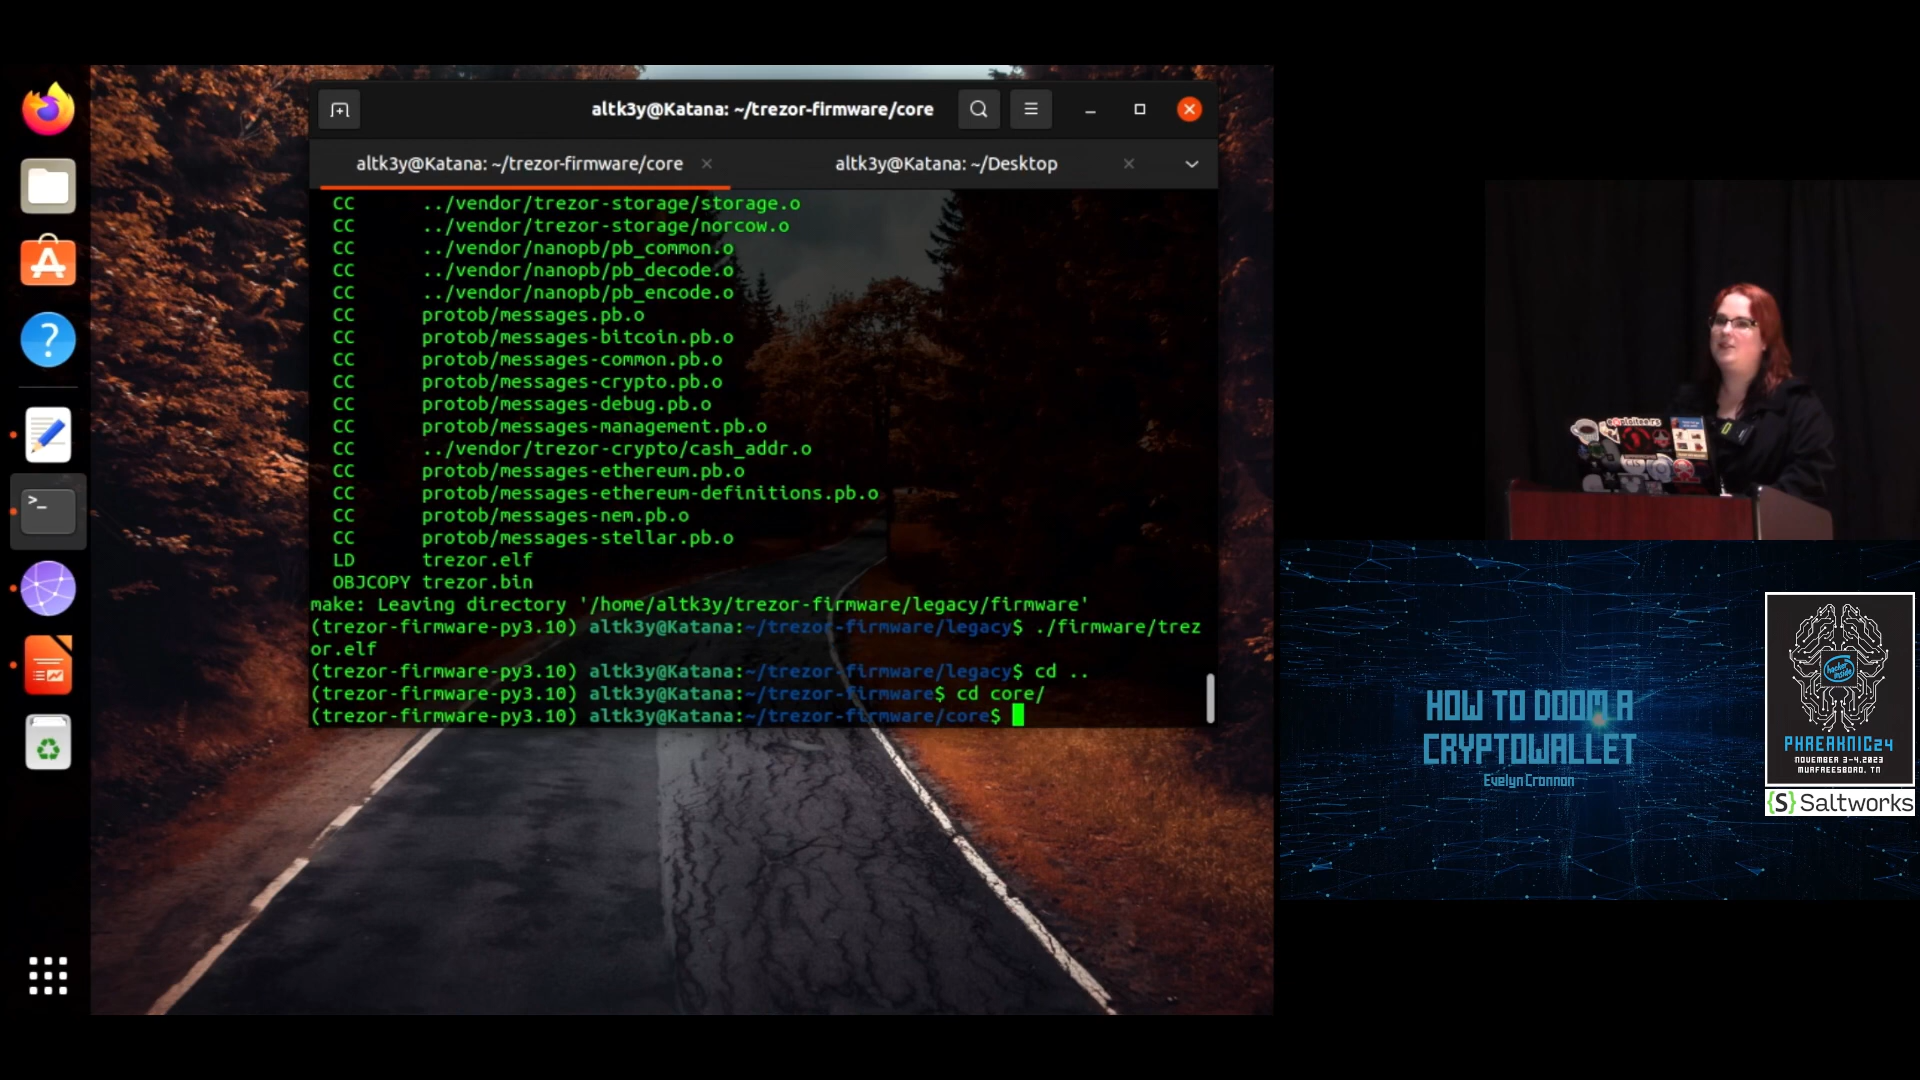 altk3y@Katana: ~/trezor-firmware/core
altk3y@Katana: ~/trezor-firmware/core
altk3y@Katana: ~/Desktop
CC ../vendor/trezor-storage/storage.o
CC ../vendor/trezor-storage/norcow.o
CC ../vendor/nanopb/pb_common.o
CC ../vendor/nanopb/pb_decode.o
CC ../vendor/nanopb/pb_encode.o
CC protob/messages.pb.o
CC protob/messages-bitcoin.pb.o
CC protob/messages-common.pb.o
CC protob/messages-crypto.pb.o
CC protob/messages-debug.pb.o
CC protob/messages-management.pb.o
CC ../vendor/trezor-crypto/cash_addr.o
CC protob/messages-ethereum.pb.o
CC protob/messages-ethereum-definitions.pb.o
CC protob/messages-nem.pb.o
CC protob/messages-stellar.pb.o
LD trezor.elf
OBJCOPY trezor.bin
make: Leaving directory '/home/altk3y/trezor-firmware/legacy/firmware'
(trezor-firmware-py3.10) altk3y@Katana:~/trezor-firmware/legacy$ ./firmware/trez
or.elf
(trezor-firmware-py3.10) altk3y@Katana:~/trezor-firmware/legacy$ cd ..
(trezor-firmware-py3.10) altk3y@Katana:~/trezor-firmware$ cd core/
(trezor-firmware-py3.10) altk3y@Katana:~/trezor-firmware/core$
HOW TO DOOM A
CRYPTOWALLET
Evelyn Cronnon
hacker
inside
PHREAKNIC24
NOVEMBER 3-4.2023
MURFREESBORO, TN
{S} Saltworks